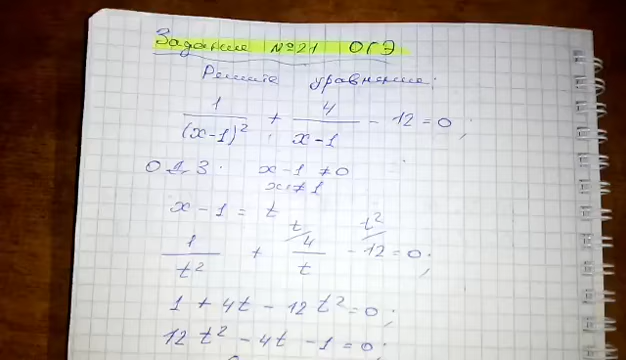 Задание №21 ОГЭ
Решите уравнение:
1/(x-1)² + 4/(x-1) - 12 = 0;
О.Д.З. x-1 ≠ 0
x ≠ 1
x - 1 = t
1/t² + 4/t - 12 = 0;
t/ t²/
1 + 4t - 12t² = 0;
12t² - 4t - 1 = 0;